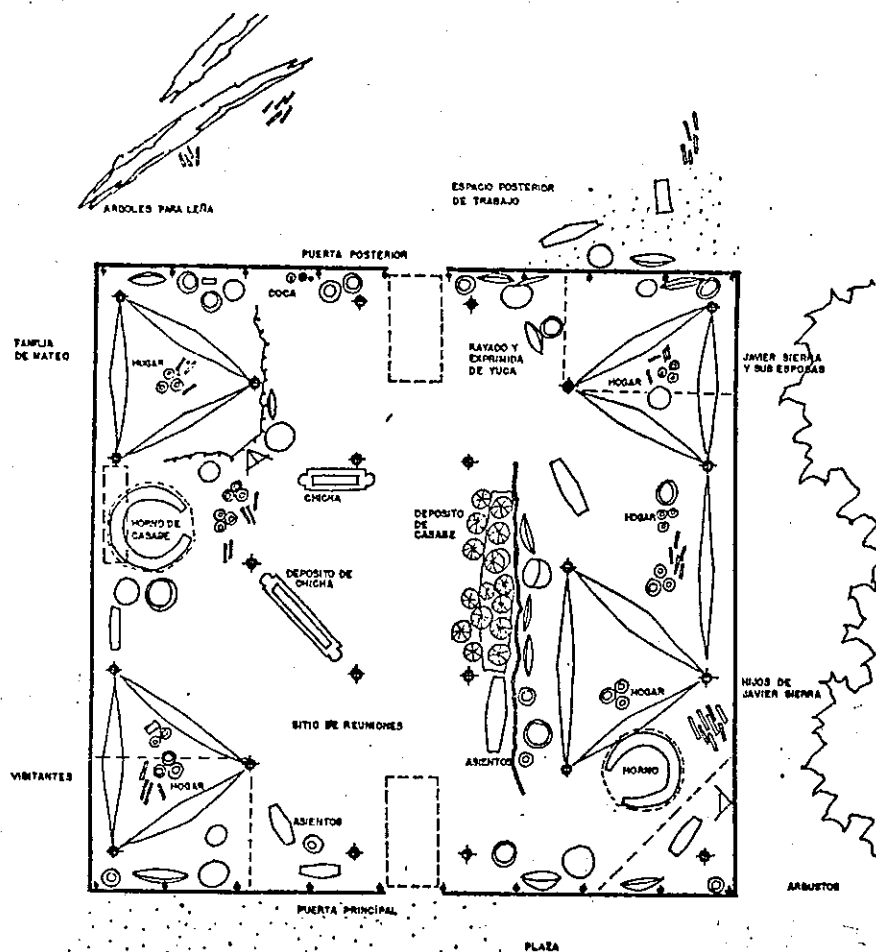 ARBOLES PARA LEÑA
ESPACIO POSTERIOR
DE TRABAJO
PUERTA POSTERIOR
COCA
FAMILIA
DE MATEO
HOGAR
RAYADO Y
EXPRIMIDA
DE YUCA
HOGAR
JAVIER SIERRA
Y SUS ESPOSAS
CHICHA
HORNO DE
CASABE
DEPOSITO
DE
CASABE
HOGAR
DEPOSITO DE
CHICHA
HOGAR
HIJOS DE
JAVIER SIERRA
SITIO DE REUNIONES
VISITANTES
HOGAR
ASIENTOS
HORNO
ASIENTOS
ARBUSTOS
PUERTA PRINCIPAL
PLAZA